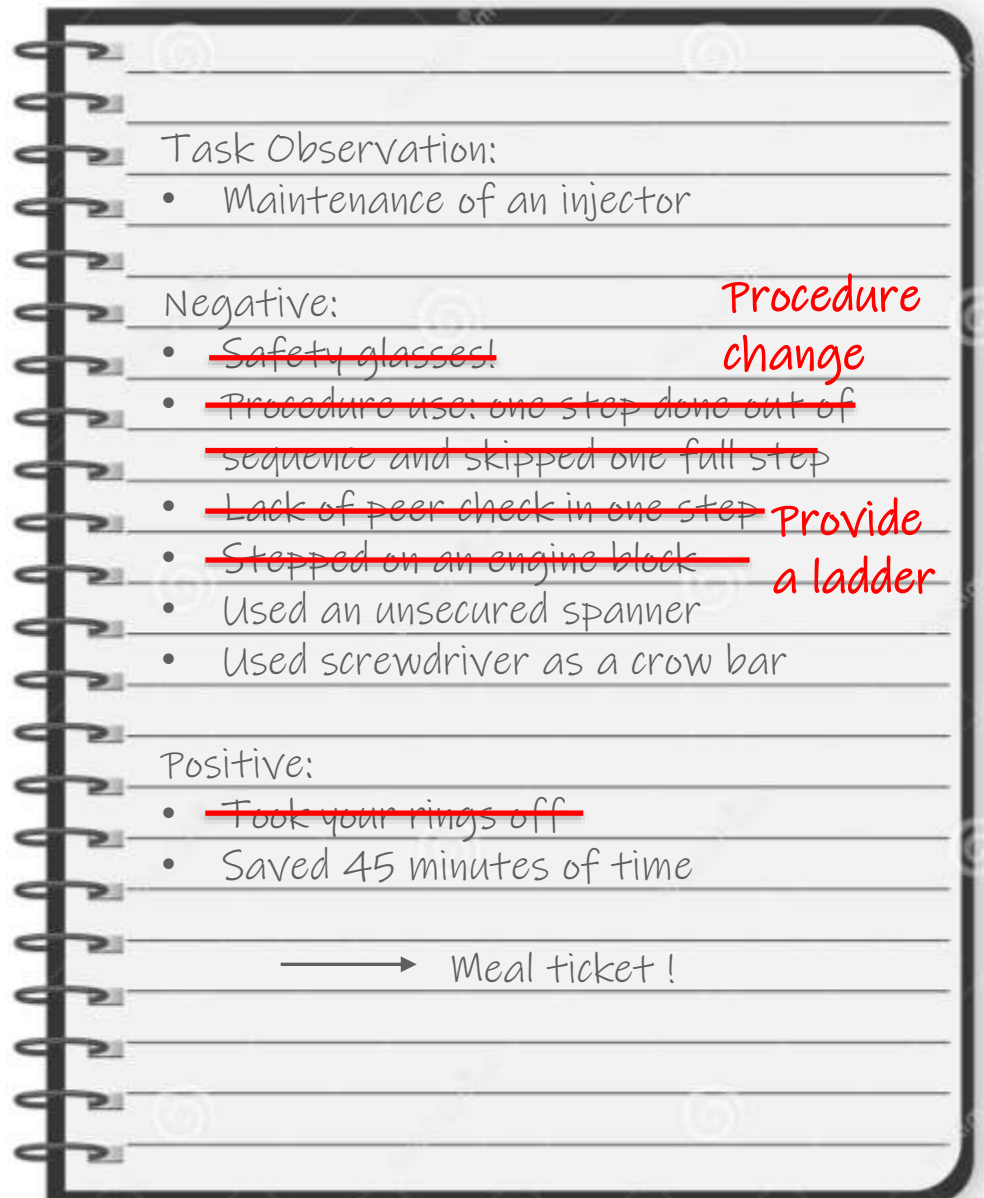 Task Observation:
• Maintenance of an injector
Negative:
Procedure
change
• Safety glasses!
• Procedure use: one step done out of
sequence and skipped one full step
• Lack of peer check in one step
Provide
a ladder
• Stepped on an engine block
• Used an unsecured spanner
• Used screwdriver as a crow bar
Positive:
• Took your rings off
• Saved 45 minutes of time
Meal ticket !